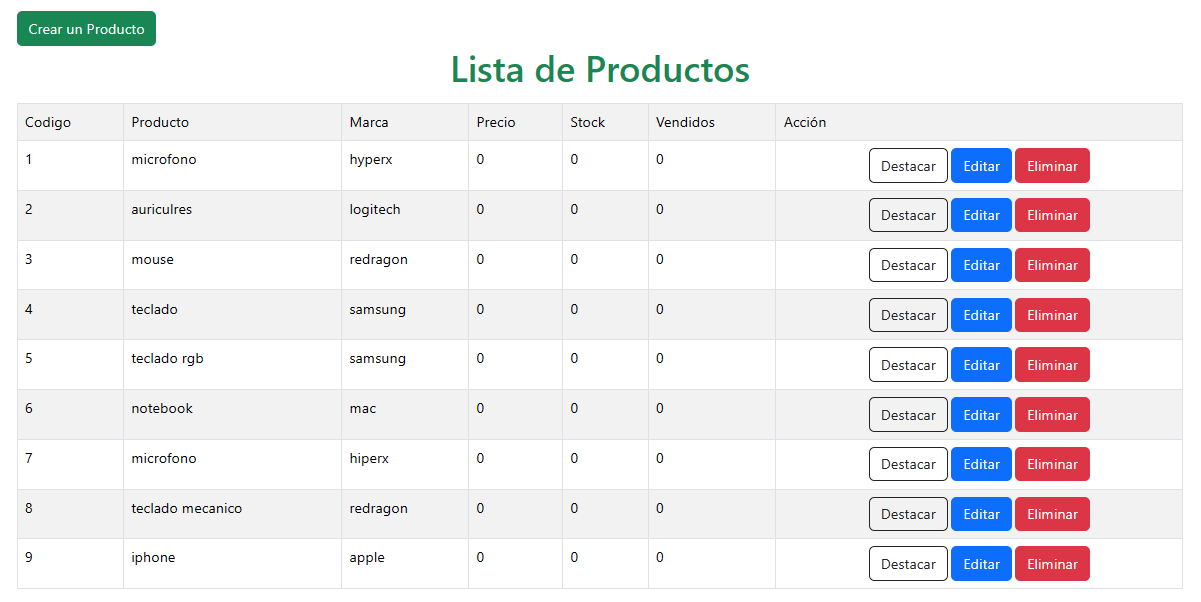 Crear un Producto
Lista de Productos
Codigo Producto Marca Precio Stock Vendidos Acción
1 microfono hyperx 0 0 0 Destacar Editar Eliminar
2 auriculres logitech 0 0 0 Destacar Editar Eliminar
3 mouse redragon 0 0 0 Destacar Editar Eliminar
4 teclado samsung 0 0 0 Destacar Editar Eliminar
5 teclado rgb samsung 0 0 0 Destacar Editar Eliminar
6 notebook mac 0 0 0 Destacar Editar Eliminar
7 microfono hiperx 0 0 0 Destacar Editar Eliminar
8 teclado mecanico redragon 0 0 0 Destacar Editar Eliminar
9 iphone apple 0 0 0 Destacar Editar Eliminar